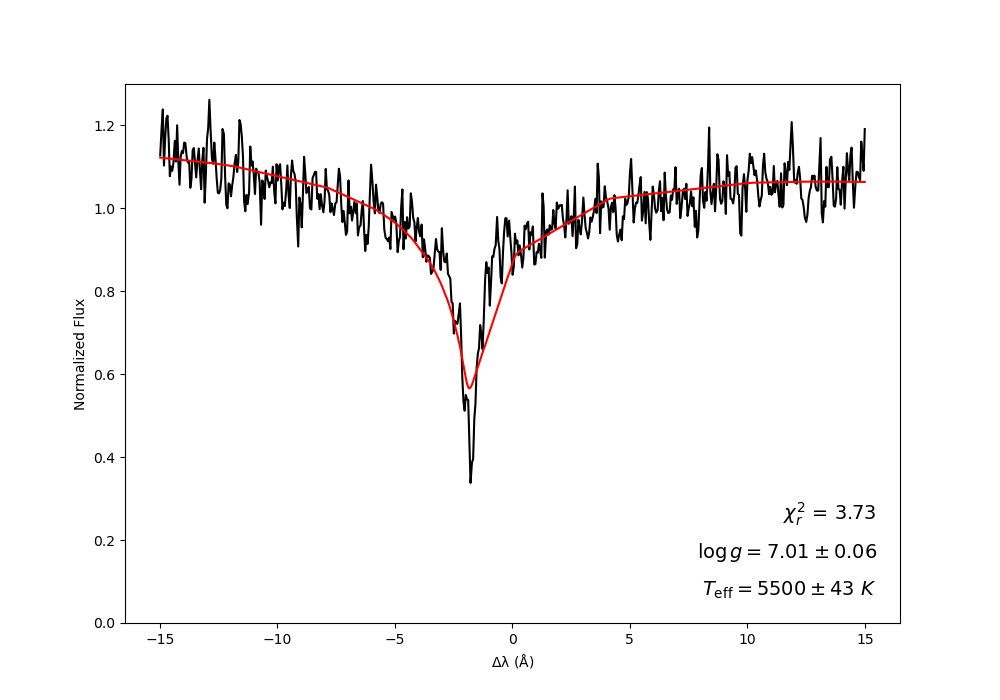 1.2
1.0
0.8
0.6
0.4
0.2
0.0
Normalized Flux
χ²ᵣ = 3.73
log g = 7.01 ± 0.06
T_eff = 5500 ± 43 K
−15 −10 −5 0 5 10 15
Δλ (Å)